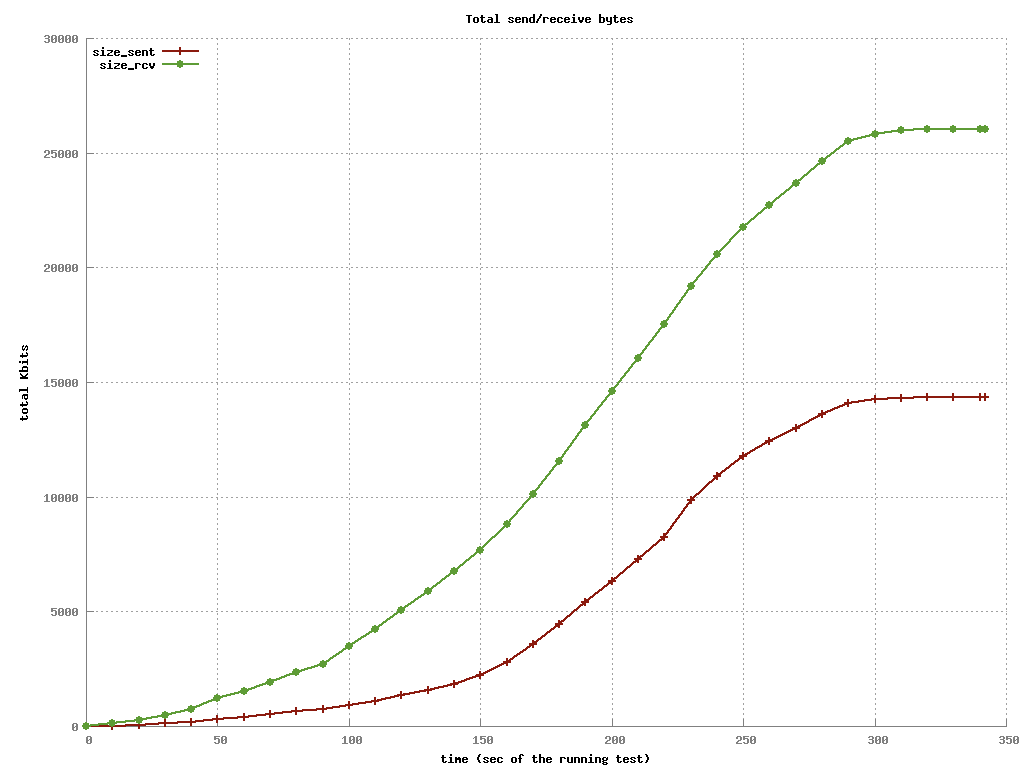 Total send/receive bytes
30000
size_sent
size_rcv
25000
20000
total Kbits
15000
10000
5000
0
0 50 100 150 200 250 300 350
time (sec of the running test)